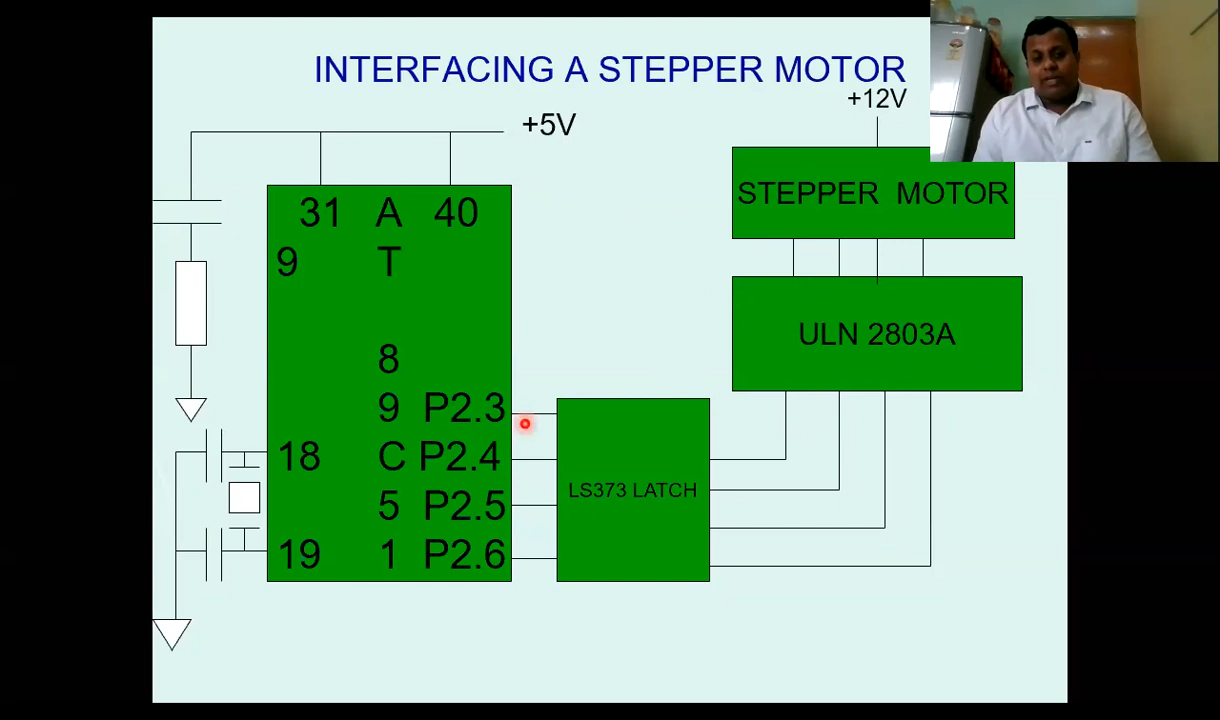 INTERFACING A STEPPER MOTOR
+12V
+5V
31 A 40
9 T
8
9 P2.3
18 C P2.4
5 P2.5
19 1 P2.6
LS373 LATCH
STEPPER MOTOR
ULN 2803A